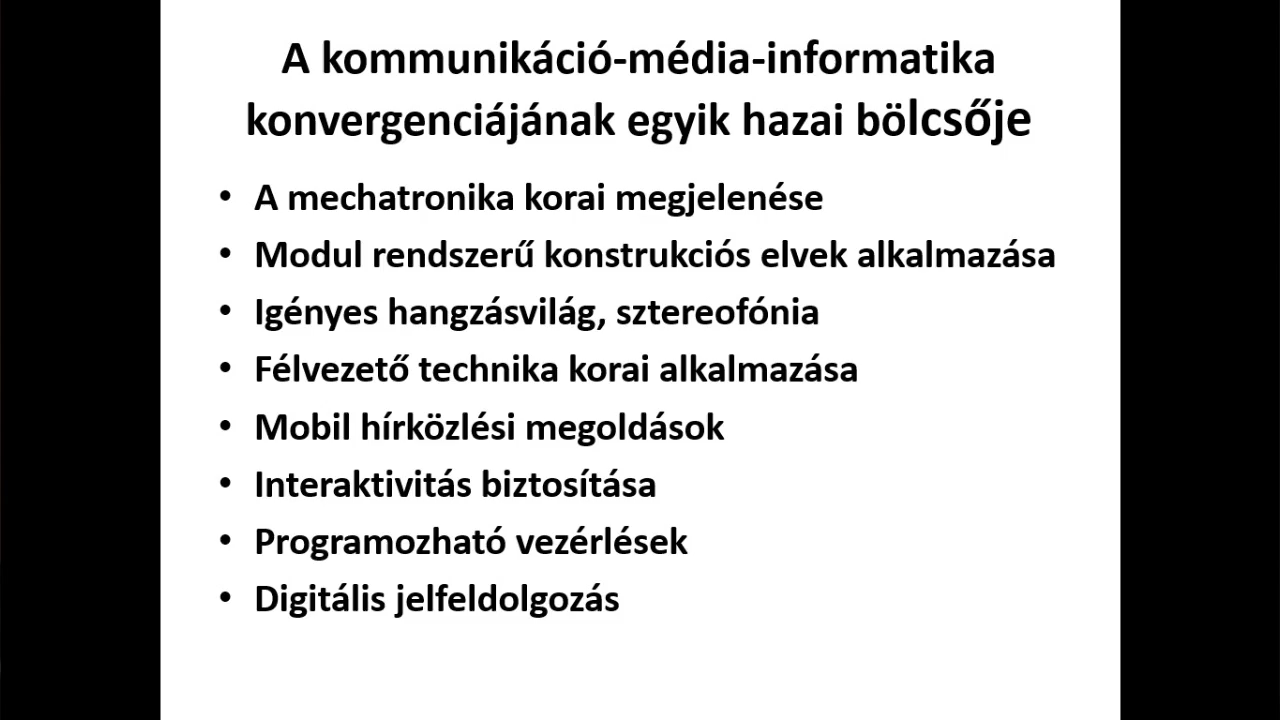 A kommunikáció-média-informatika
konvergenciájának egyik hazai bölcsője
• A mechatronika korai megjelenése
• Modul rendszerű konstrukciós elvek alkalmazása
• Igényes hangzásvilág, sztereofónia
• Félvezető technika korai alkalmazása
• Mobil hírközlési megoldások
• Interaktivitás biztosítása
• Programozható vezérlések
• Digitális jelfeldolgozás